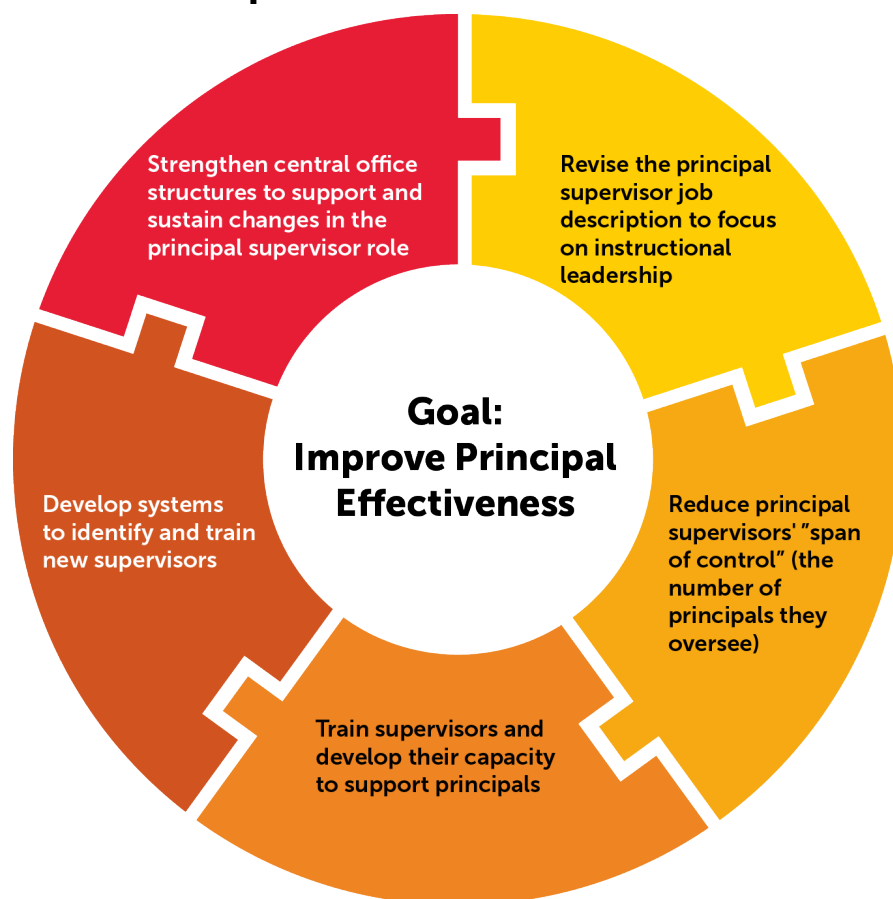 Goal:
Improve Principal
Effectiveness
Revise the principal
supervisor job
description to focus
on instructional
leadership
Reduce principal
supervisors' ”span
of control” (the
number of
principals they
oversee)
Train supervisors and
develop their capacity
to support principals
Develop systems
to identify and train
new supervisors
Strengthen central office
structures to support and
sustain changes in the
principal supervisor role